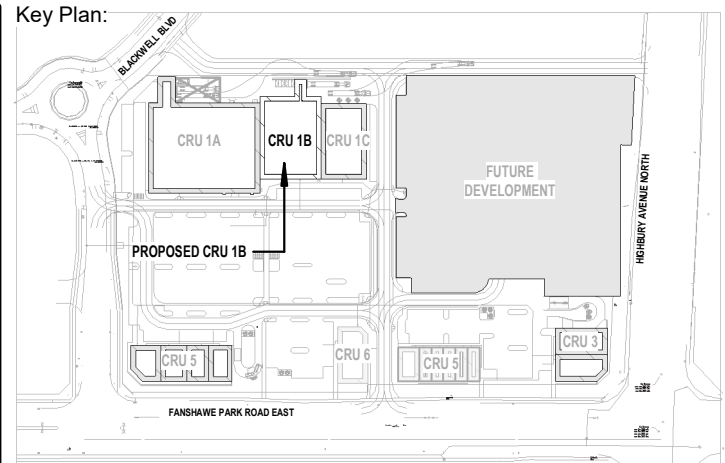 Key Plan:
BLACKWELL BLVD
CRU 1A
CRU 1B
CRU 1C
FUTURE
DEVELOPMENT
HIGHBURY AVENUE NORTH
PROPOSED CRU 1B
CRU 5
CRU 6
CRU 5
CRU 3
FANSHAWE PARK ROAD EAST